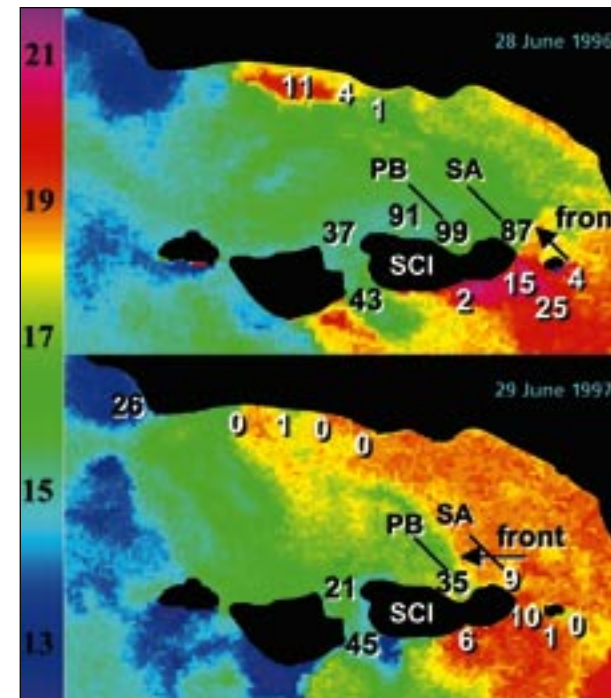 21
19
17
15
13
28 June 1996
11 4 1
PB SA
37 91 99 87 front
SCI
43 2 15 25 4
29 June 1997
26 0 1 0 0
PB SA front
21 35 9
SCI
45 6 10 1 0